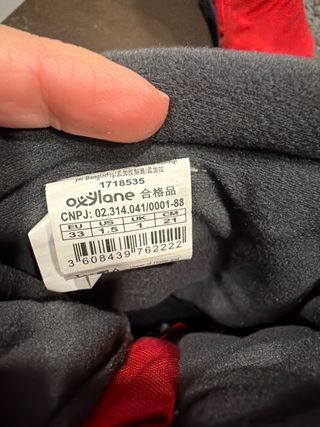 1718535
oxylane 合格品
CNPJ: 02.314.041/0001-88
EU US UK CM
33 1.5 1 21
3 608439 762222